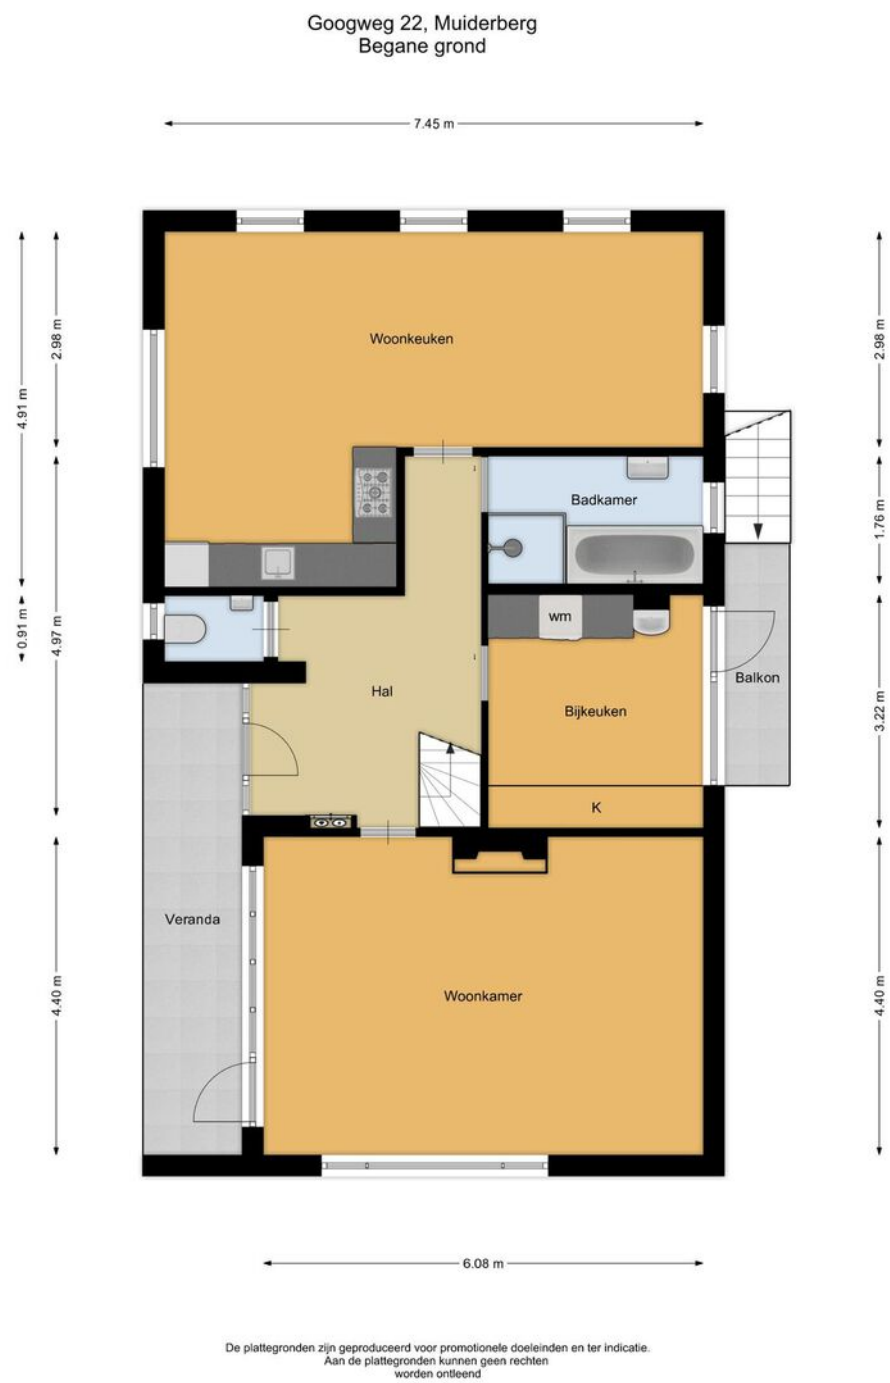 Googweg 22, Muiderberg
Begane grond
7.45 m
2.98 m
4.91 m
2.98 m
Woonkeuken
Badkamer
1.76 m
0.91 m
4.97 m
wm
Hal
Bijkeuken
Balkon
3.22 m
K
Veranda
Woonkamer
4.40 m
4.40 m
6.08 m
De plattegronden zijn geproduceerd voor promotionele doeleinden en ter indicatie.
Aan de plattegronden kunnen geen rechten
worden ontleend